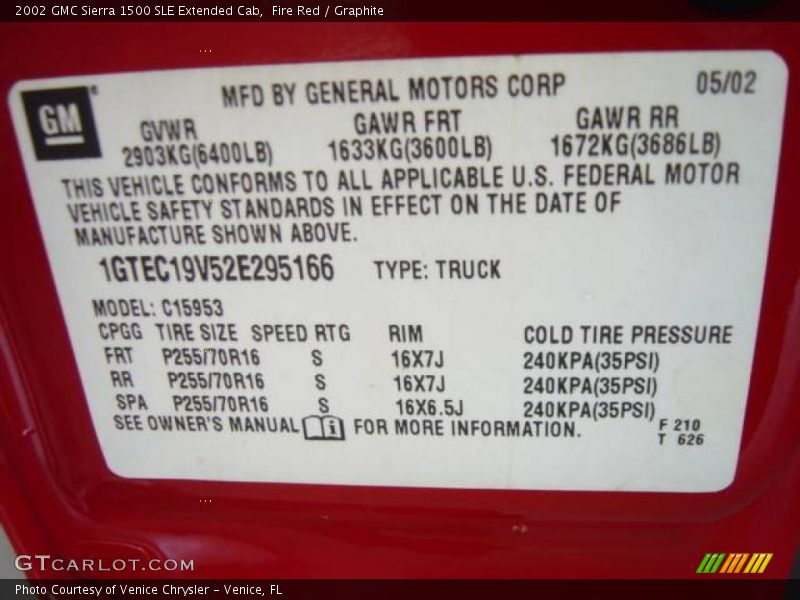 2002 GMC Sierra 1500 SLE Extended Cab,  Fire Red / Graphite
GM
MFD BY GENERAL MOTORS CORP 05/02
GVWR GAWR FRT GAWR RR
2903KG(6400LB) 1633KG(3600LB) 1672KG(3686LB)
THIS VEHICLE CONFORMS TO ALL APPLICABLE U.S. FEDERAL MOTOR
VEHICLE SAFETY STANDARDS IN EFFECT ON THE DATE OF
MANUFACTURE SHOWN ABOVE.
1GTEC19V52E295166 TYPE: TRUCK
MODEL: C15953
CPGG TIRE SIZE SPEED RTG RIM COLD TIRE PRESSURE
FRT P255/70R16 S 16X7J 240KPA(35PSI)
RR P255/70R16 S 16X7J 240KPA(35PSI)
SPA P255/70R16 S 16X6.5J 240KPA(35PSI)
SEE OWNER'S MANUAL i FOR MORE INFORMATION.
F 210
T 626
GTCARLOT.COM
Photo Courtesy of Venice Chrysler - Venice, FL